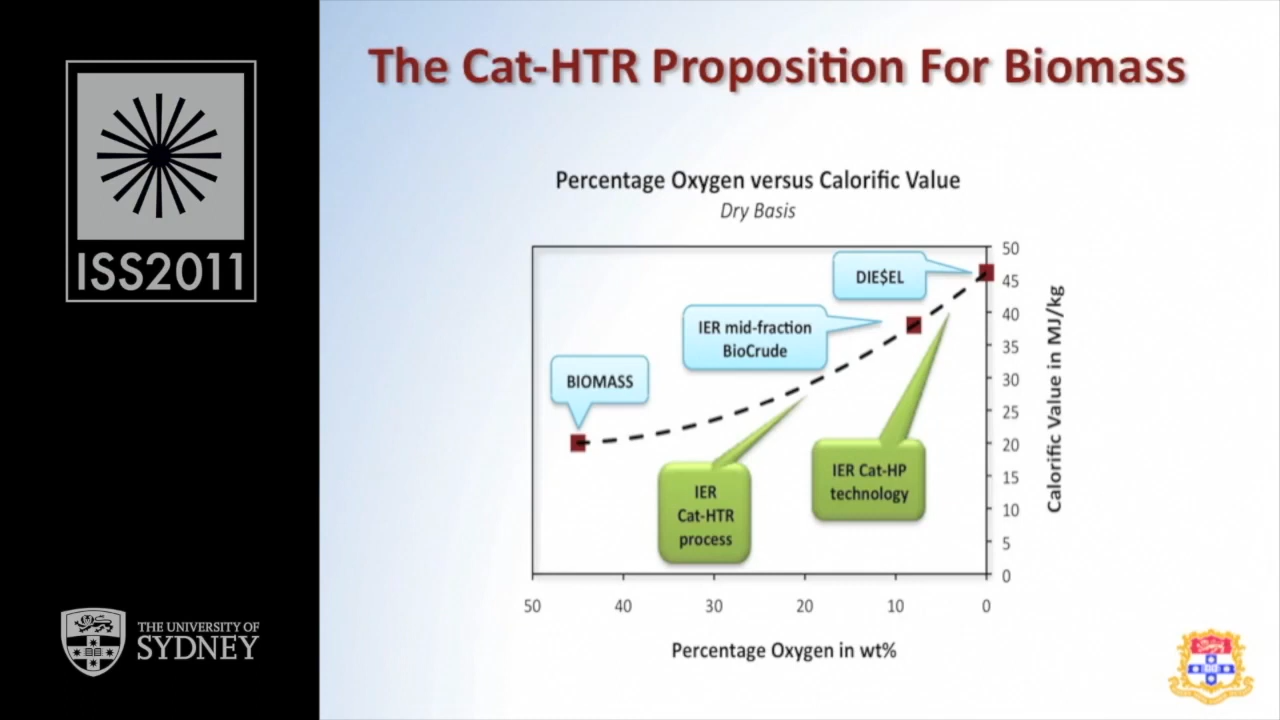 ISS2011
THE UNIVERSITY OF
SYDNEY
The Cat-HTR Proposition For Biomass
Percentage Oxygen versus Calorific Value
Dry Basis
DIE$EL
IER mid-fraction
BioCrude
BIOMASS
IER
Cat-HTR
process
IER Cat-HP
technology
50
45
40
35
30
25
20
15
10
5
0
Calorific Value in MJ/kg
50 40 30 20 10 0
Percentage Oxygen in wt%